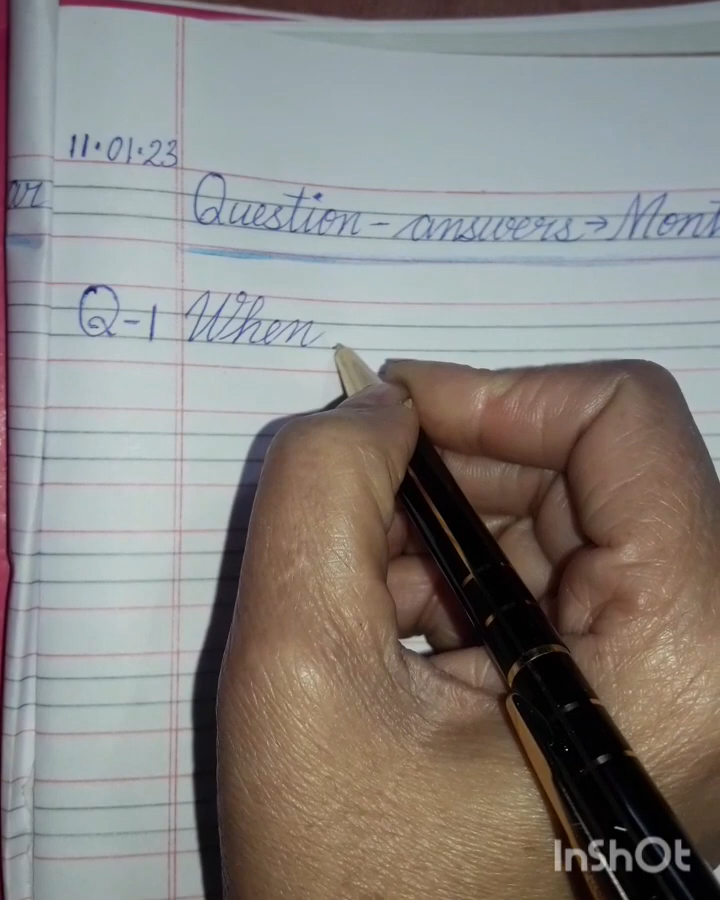 11.01.23
Question - answers → Mont
Q-1 When
InShOt